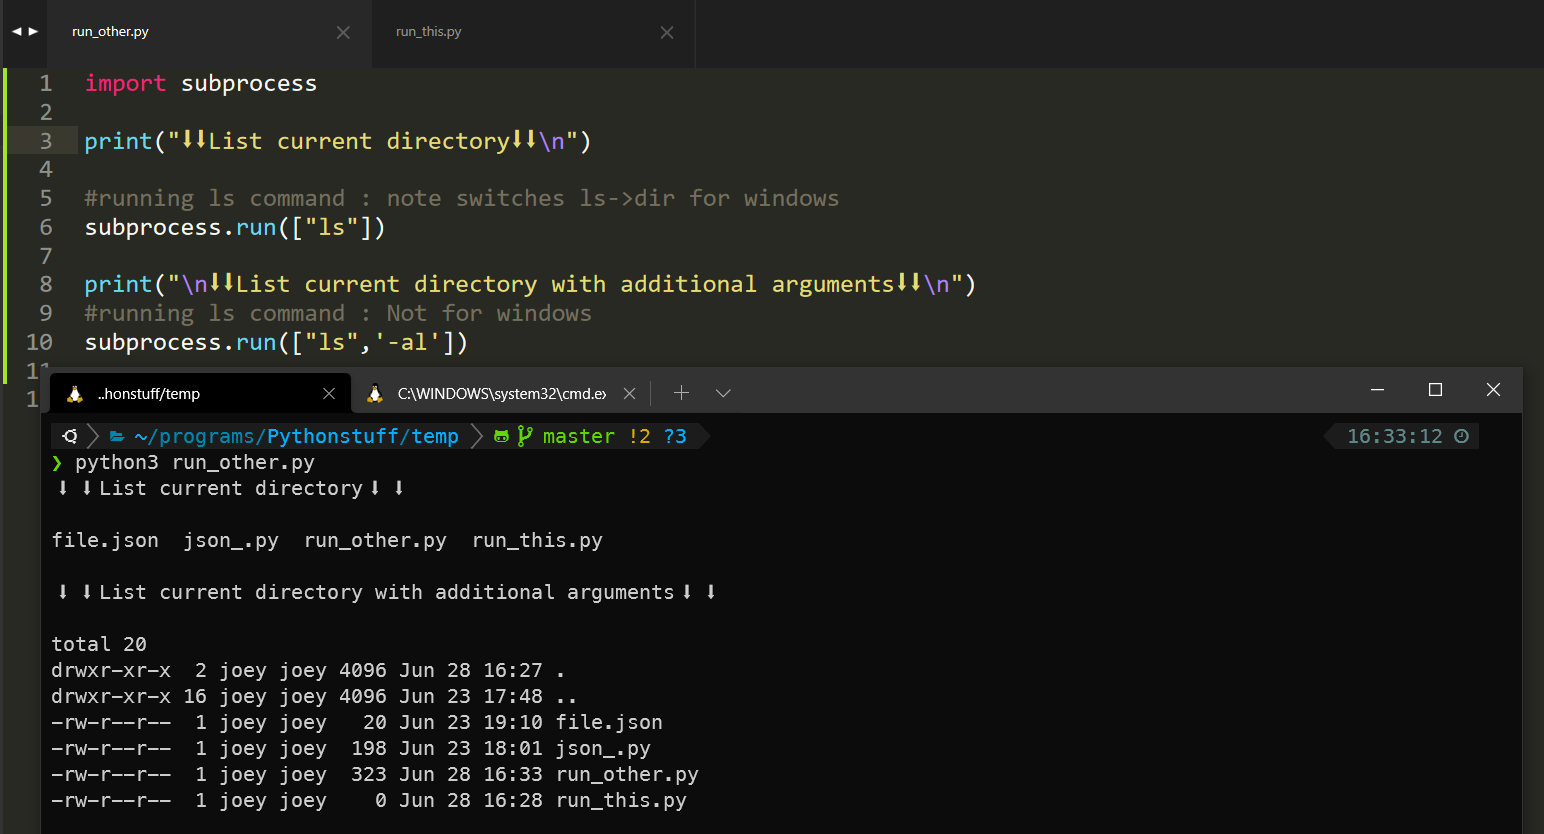 run_other.py run_this.py
1 import subprocess
2
3 print("⬇⬇List current directory⬇⬇\n")
4
5 #running ls command : note switches ls->dir for windows
6 subprocess.run(["ls"])
7
8 print("\n⬇⬇List current directory with additional arguments⬇⬇\n")
9 #running ls command : Not for windows
10 subprocess.run(["ls",'-al'])
11
1
..honstuff/temp C:\WINDOWS\system32\cmd.ex
~/programs/Pythonstuff/temp master !2 ?3 16:33:12
❯ python3 run_other.py
⬇ ⬇List current directory⬇ ⬇
file.json json_.py run_other.py run_this.py
⬇ ⬇List current directory with additional arguments⬇ ⬇
total 20
drwxr-xr-x 2 joey joey 4096 Jun 28 16:27 .
drwxr-xr-x 16 joey joey 4096 Jun 23 17:48 ..
-rw-r--r-- 1 joey joey 20 Jun 23 19:10 file.json
-rw-r--r-- 1 joey joey 198 Jun 23 18:01 json_.py
-rw-r--r-- 1 joey joey 323 Jun 28 16:33 run_other.py
-rw-r--r-- 1 joey joey 0 Jun 28 16:28 run_this.py